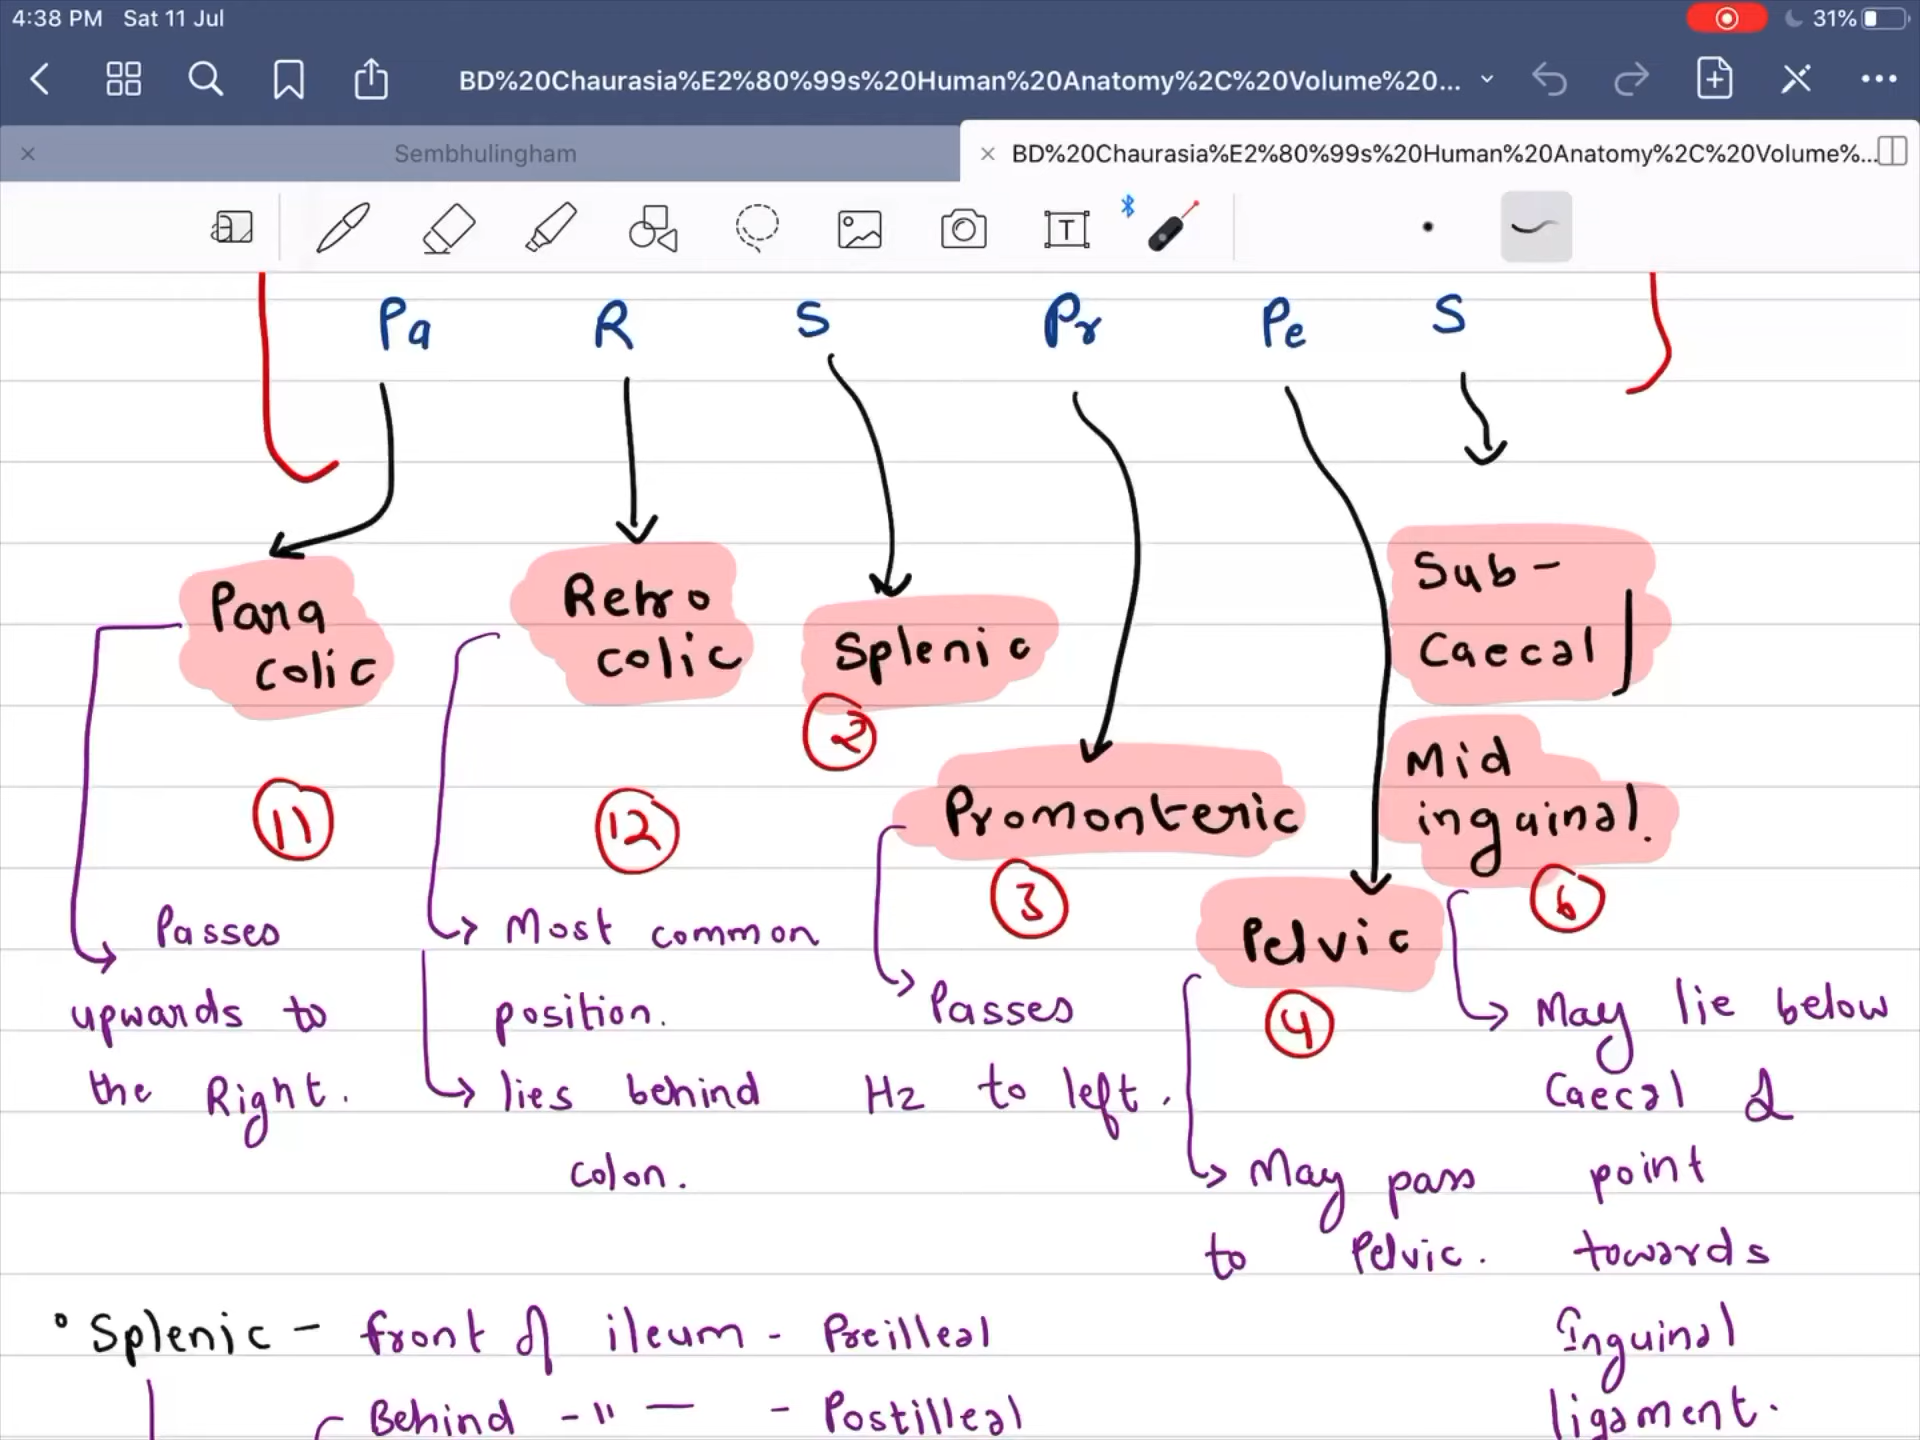 4:38 PM Sat 11 Jul
31%
BD%20Chaurasia%E2%80%99s%20Human%20Anatomy%2C%20Volume%20...
Sembhulingham
BD%20Chaurasia%E2%80%99s%20Human%20Anatomy%2C%20Volume%...
T
Pa R S Pr Pe S
Para
colic
11
Passes
upwards to
the Right.
Retro
colic
12
Most common
position.
lies behind
colon.
Splenic
2
Promonteric
3
Passes
Hz to left.
Pelvic
4
May pass
to Pelvic.
Sub-
Caecal
Mid
inguinal.
6
May lie below
Caecal &
point
towards
Inguinal
ligament.
° Splenic - front of ileum - Preilleal
Behind -"— - Postilleal